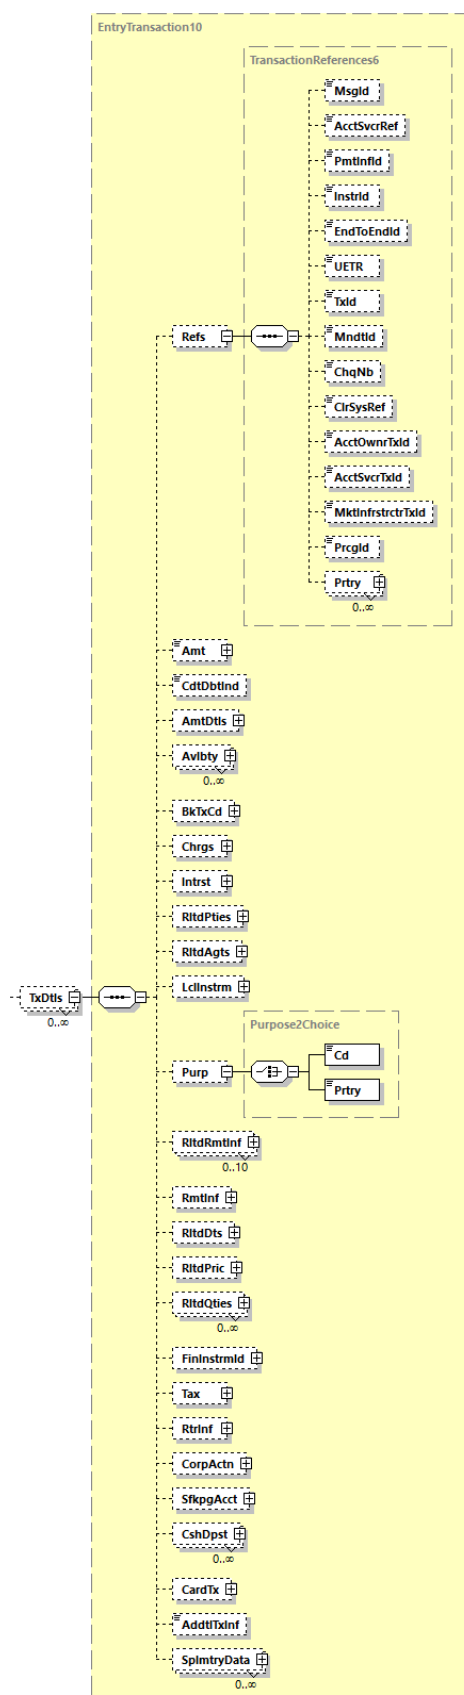 EntryTransaction10
TransactionReferences6
MsgId
AcctSvcrRef
PmtInfId
InstrId
EndToEndId
UETR
TxId
Refs
MndtId
ChqNb
ClrSysRef
AcctOwnrTxId
AcctSvcrTxId
MktInfrstrctrTxId
PrcgId
Prtry
0..∞
Amt
CdtDbtInd
AmtDtls
Avlbty
0..∞
BkTxCd
Chrgs
Intrst
RltdPties
RltdAgts
LclInstrm
TxDtls
0..∞
Purpose2Choice
Cd
Purp
Prtry
RltdRmtInf
0..10
RmtInf
RltdDts
RltdPric
RltdQties
0..∞
FinInstrmId
Tax
RtrInf
CorpActn
SfkpgAcct
CshDpst
0..∞
CardTx
AddtlTxInf
SplmtryData
0..∞